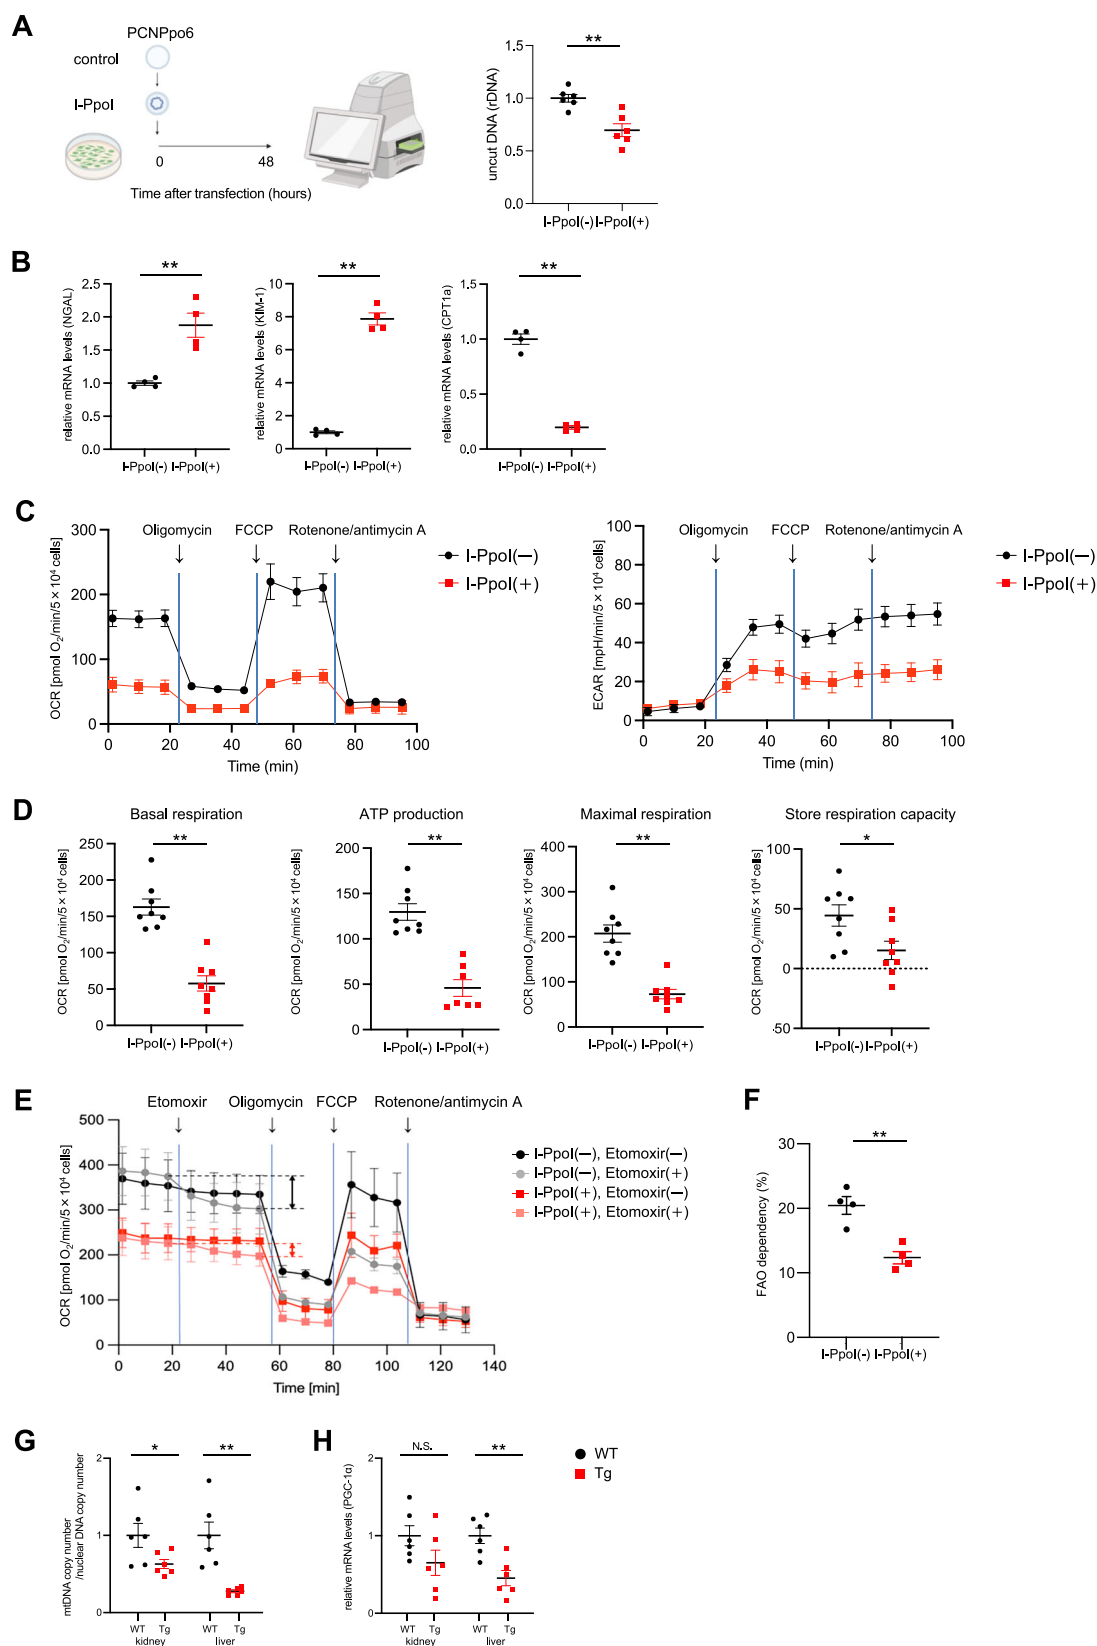 A
PCNPpo6
control
I-PpoI
0 48
Time after transfection (hours)
uncut DNA (rDNA)
1.5
1.0
0.5
0.0
**
I-PpoI(-) I-PpoI(+)
B
relative mRNA levels (NGAL)
2.5
2.0
1.5
1.0
0.5
0.0
**
I-PpoI(-) I-PpoI(+)
relative mRNA levels (KIM-1)
10
8
6
4
2
0
**
I-PpoI(-) I-PpoI(+)
relative mRNA levels (CPT1a)
1.5
1.0
0.5
0.0
**
I-PpoI(-) I-PpoI(+)
C
OCR [pmol O₂/min/5 × 10⁴ cells]
300
200
100
0
Oligomycin FCCP Rotenone/antimycin A
I-PpoI(—)
I-PpoI(+)
0 20 40 60 80 100
Time (min)
ECAR [mpH/min/5 × 10⁴ cells]
100
80
60
40
20
0
Oligomycin FCCP Rotenone/antimycin A
I-PpoI(—)
I-PpoI(+)
0 20 40 60 80 100
Time (min)
D
Basal respiration
OCR [pmol O₂/min/5 × 10⁴ cells]
250
200
150
100
50
0
**
I-PpoI(-) I-PpoI(+)
ATP production
OCR [pmol O₂/min/5 × 10⁴ cells]
200
150
100
50
0
**
I-PpoI(-) I-PpoI(+)
Maximal respiration
OCR [pmol O₂/min/5 × 10⁴ cells]
400
300
200
100
0
**
I-PpoI(-) I-PpoI(+)
Store respiration capacity
OCR [pmol O₂/min/5 × 10⁴ cells]
100
50
0
-50
*
I-PpoI(-) I-PpoI(+)
E
OCR [pmol O₂/min/5 × 10⁴ cells]
500
400
300
200
100
0
Etomoxir Oligomycin FCCP Rotenone/antimycin A
I-PpoI(—), Etomoxir(—)
I-PpoI(—), Etomoxir(+)
I-PpoI(+), Etomoxir(—)
I-PpoI(+), Etomoxir(+)
0 20 40 60 80 100 120 140
Time [min]
F
FAO dependency (%)
30
20
10
0
**
I-PpoI(-) I-PpoI(+)
G
mtDNA copy number
/nuclear DNA copy number
2
1
0
* **
WT Tg WT Tg
kidney liver
H
relative mRNA levels (PGC-1α)
2
1
0
N.S. **
WT Tg WT Tg
kidney liver
WT
Tg